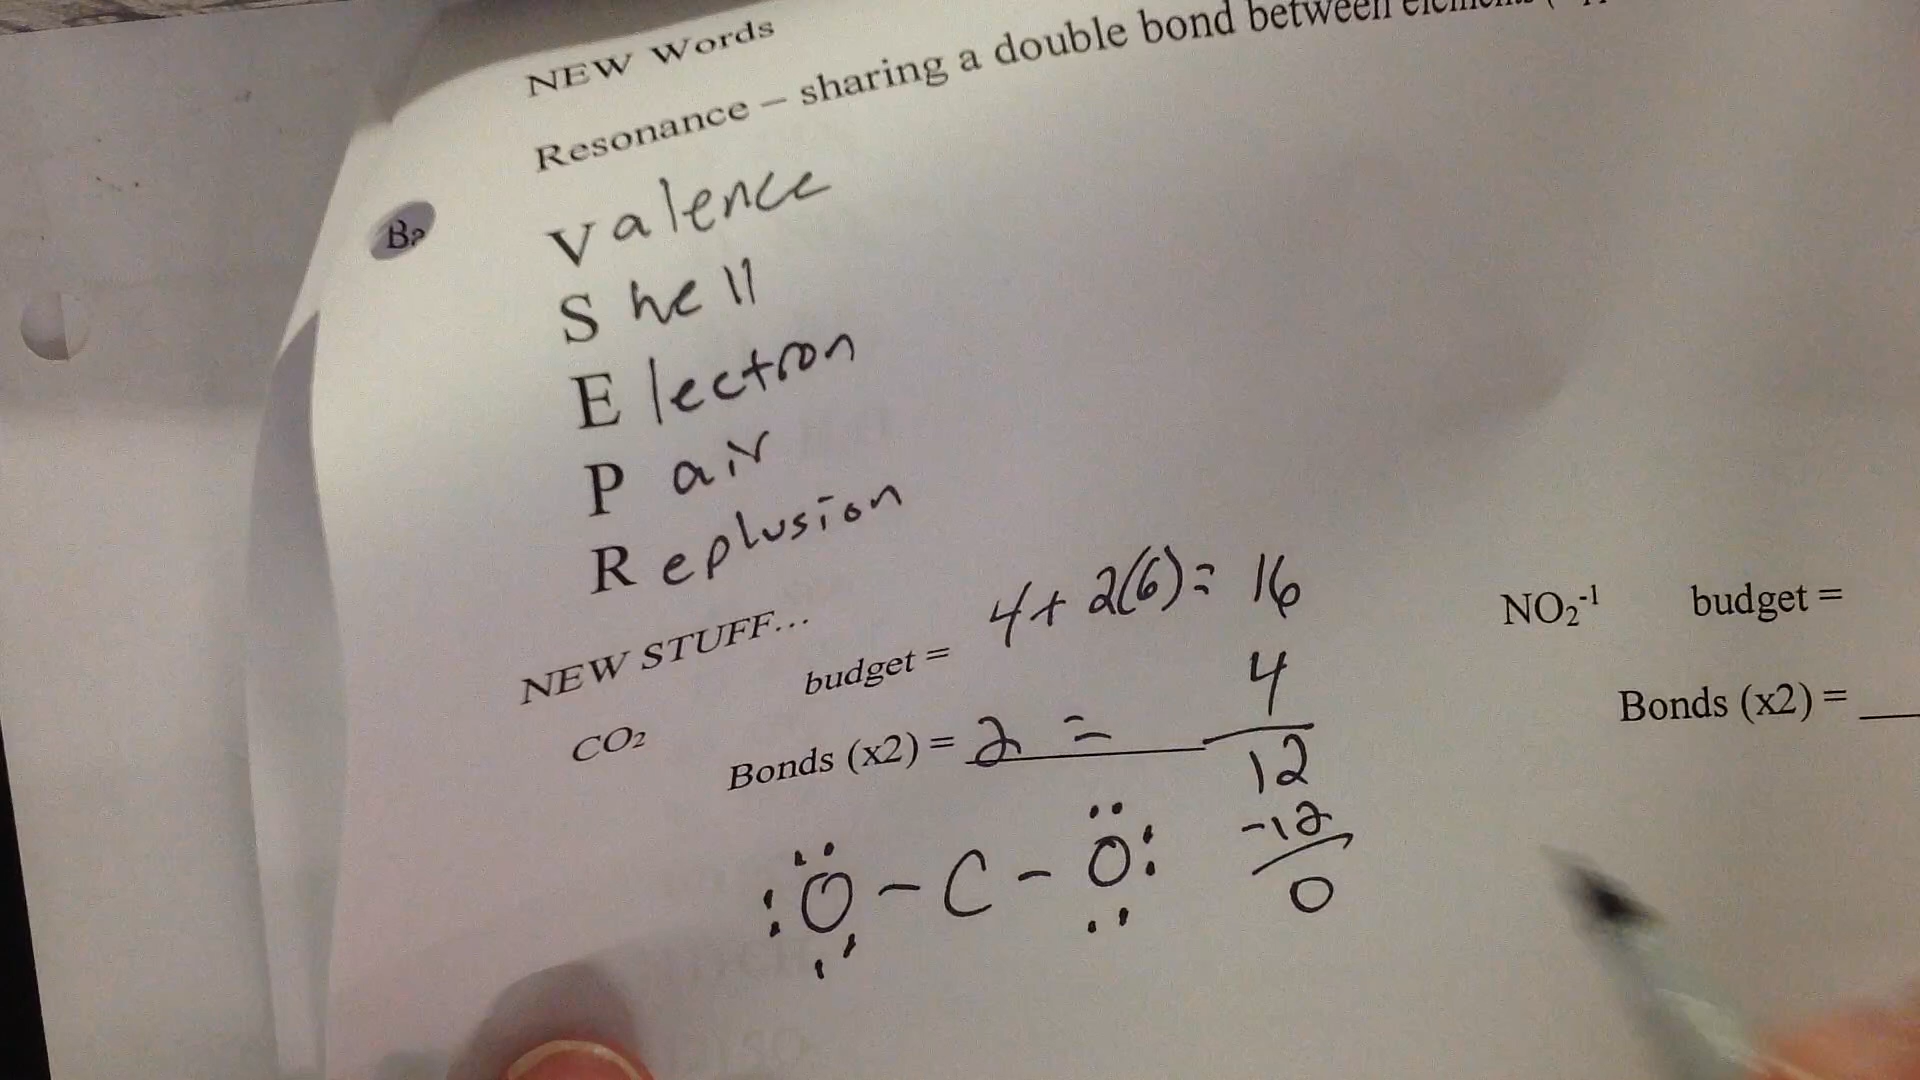 NEW Words
Resonance – sharing a double bond between
Valence
Shell
Electron
Pair
Replusion
NEW STUFF...
CO₂ budget = 4 + 2(6) = 16
Bonds (x2) = 2 = 4
12
-12
0
:O - C - O:
NO₂⁻¹ budget =
Bonds (x2) = ___